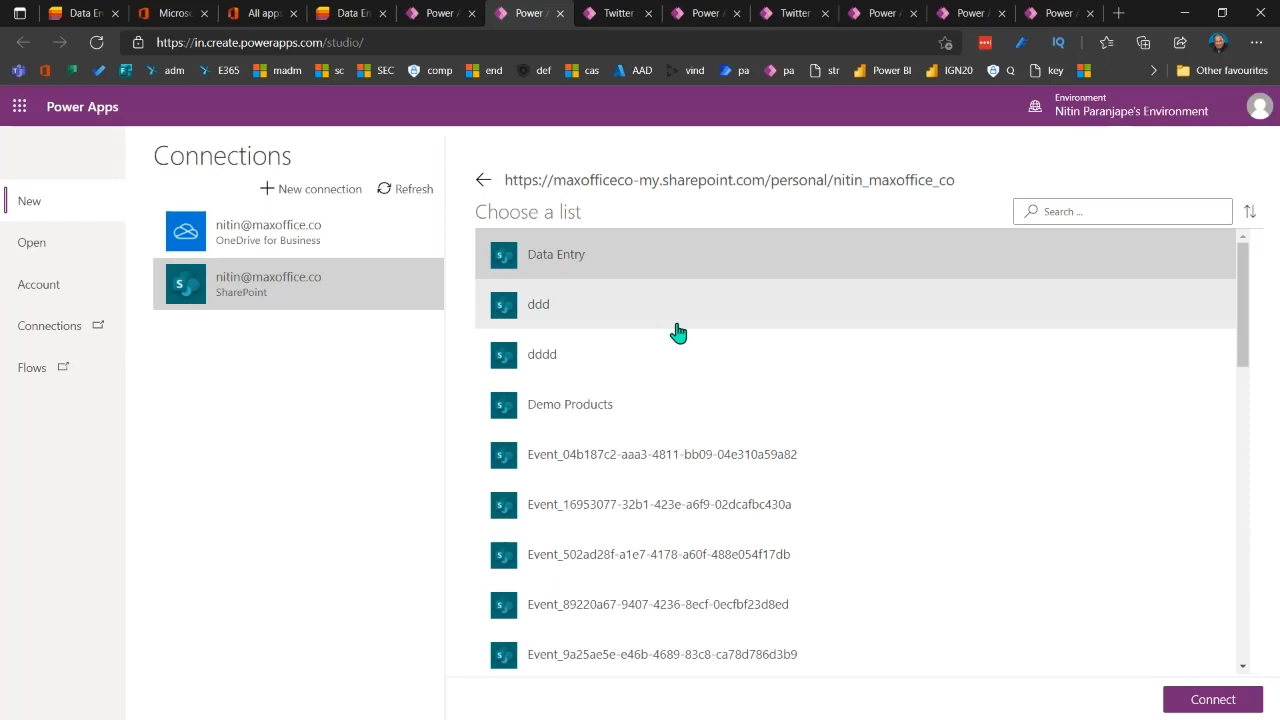 Data En
Microsc
All apps
Data En
Power A
Power A
Twitter
Power A
Twitter
Power A
Power A
Power A
https://in.create.powerapps.com/studio/
adm
E365
madm
sc
SEC
comp
end
def
cas
AAD
vind
pa
pa
str
Power BI
IGN20
Q
key
Other favourites
Power Apps
Environment
Nitin Paranjape's Environment
New
Open
Account
Connections
Flows
Connections
New connection
Refresh
nitin@maxoffice.co
OneDrive for Business
nitin@maxoffice.co
SharePoint
https://maxofficeco-my.sharepoint.com/personal/nitin_maxoffice_co
Choose a list
Search ...
Data Entry
ddd
dddd
Demo Products
Event_04b187c2-aaa3-4811-bb09-04e310a59a82
Event_16953077-32b1-423e-a6f9-02dcafbc430a
Event_502ad28f-a1e7-4178-a60f-488e054f17db
Event_89220a67-9407-4236-8ecf-0ecfbf23d8ed
Event_9a25ae5e-e46b-4689-83c8-ca78d786d3b9
Connect